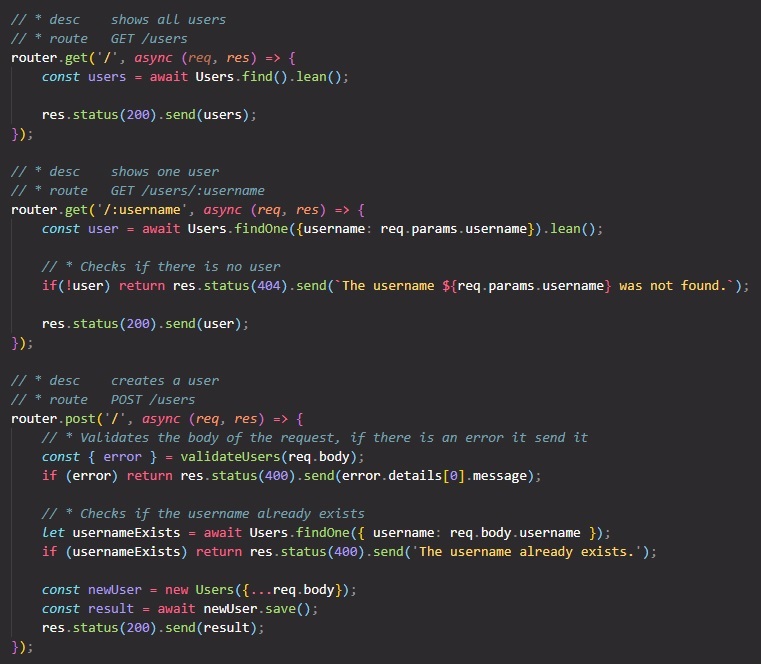 // * desc    shows all users
// * route   GET /users
router.get('/', async (req, res) => {
    const users = await Users.find().lean();
    res.status(200).send(users);
});
// * desc    shows one user
// * route   GET /users/:username
router.get('/:username', async (req, res) => {
    const user = await Users.findOne({username: req.params.username}).lean();
    // * Checks if there is no user
    if(!user) return res.status(404).send(`The username ${req.params.username} was not found.`);
    res.status(200).send(user);
});
// * desc    creates a user
// * route   POST /users
router.post('/', async (req, res) => {
    // * Validates the body of the request, if there is an error it send it
    const { error } = validateUsers(req.body);
    if (error) return res.status(400).send(error.details[0].message);
    // * Checks if the username already exists
    let usernameExists = await Users.findOne({ username: req.body.username });
    if (usernameExists) return res.status(400).send('The username already exists.');
    const newUser = new Users({...req.body});
    const result = await newUser.save();
    res.status(200).send(result);
});